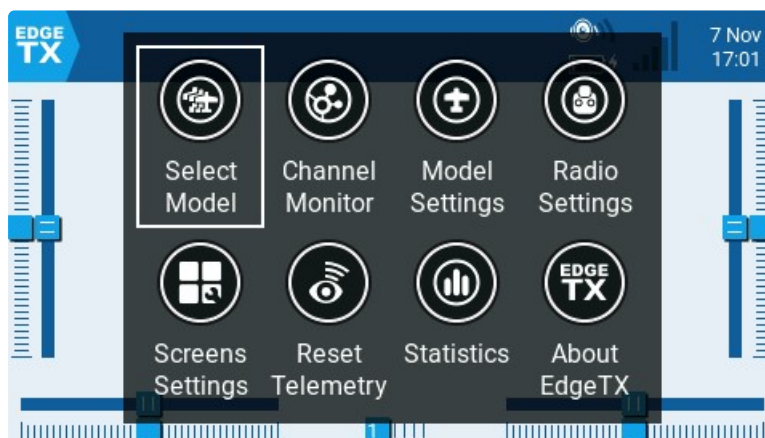 EDGE
TX
7 Nov
17:01
Select
Model
Channel
Monitor
Model
Settings
Radio
Settings
EDGE
TX
Screens
Settings
Reset
Telemetry
Statistics
About
EdgeTX
1